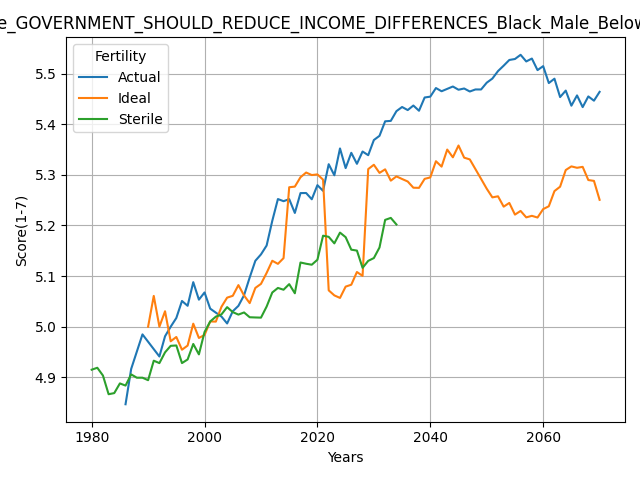 e_GOVERNMENT_SHOULD_REDUCE_INCOME_DIFFERENCES_Black_Male_Below
Fertility
Actual
Ideal
Sterile
Score(1-7)
5.5
5.4
5.3
5.2
5.1
5.0
4.9
1980 2000 2020 2040 2060
Years